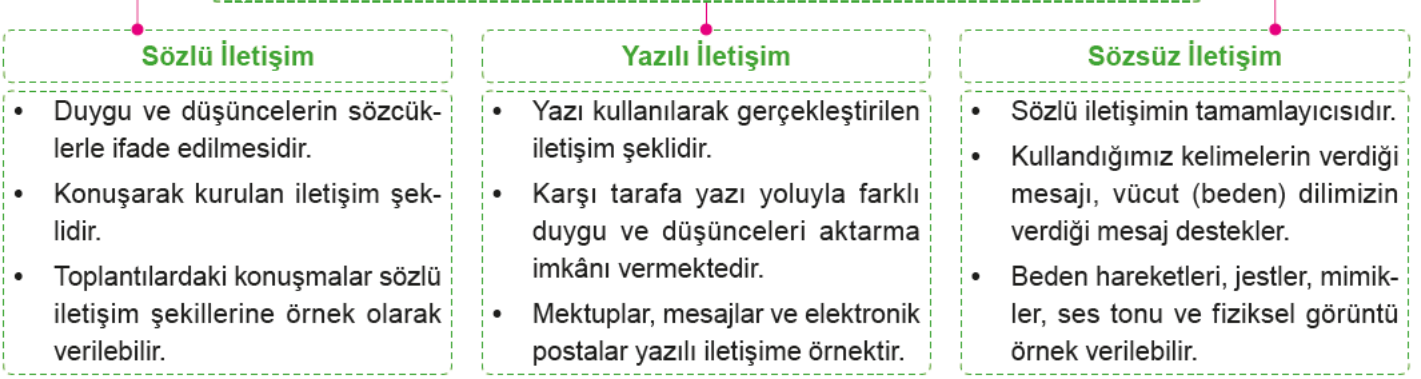 Sözlü İletişim
• Duygu ve düşüncelerin sözcük-
lerle ifade edilmesidir.
• Konuşarak kurulan iletişim şek-
lidir.
• Toplantılardaki konuşmalar sözlü
iletişim şekillerine örnek olarak
verilebilir.
Yazılı İletişim
• Yazı kullanılarak gerçekleştirilen
iletişim şeklidir.
• Karşı tarafa yazı yoluyla farklı
duygu ve düşünceleri aktarma
imkânı vermektedir.
• Mektuplar, mesajlar ve elektronik
postalar yazılı iletişime örnektir.
Sözsüz İletişim
• Sözlü iletişimin tamamlayıcısıdır.
• Kullandığımız kelimelerin verdiği
mesajı, vücut (beden) dilimizin
verdiği mesaj destekler.
• Beden hareketleri, jestler, mimik-
ler, ses tonu ve fiziksel görüntü
örnek verilebilir.